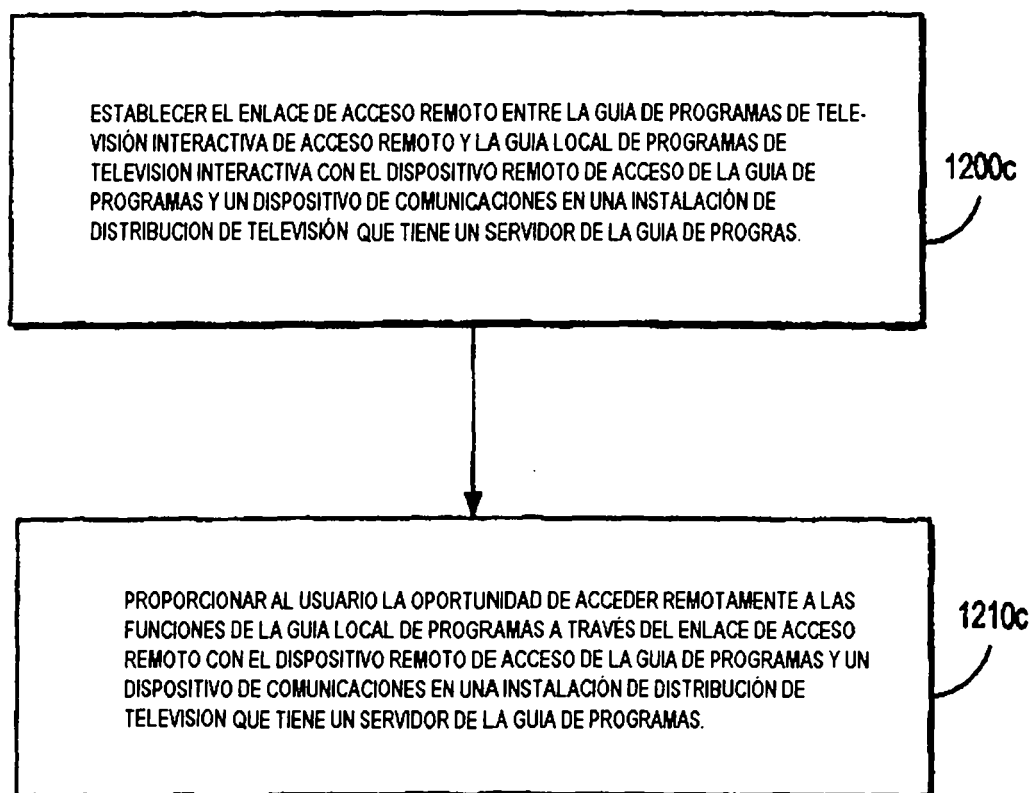 ESTABLECER EL ENLACE DE ACCESO REMOTO ENTRE LA GUIA DE PROGRAMAS DE TELE-
VISIÓN INTERACTIVA DE ACCESO REMOTO Y LA GUIA LOCAL DE PROGRAMAS DE
TELEVISION INTERACTIVA CON EL DISPOSITIVO REMOTO DE ACCESO DE LA GUIA DE
PROGRAMAS Y UN DISPOSITIVO DE COMUNICACIONES EN UNA INSTALACIÓN DE
DISTRIBUCION DE TELEVISIÓN QUE TIENE UN SERVIDOR DE LA GUIA DE PROGRAS.
1200c
PROPORCIONAR AL USUARIO LA OPORTUNIDAD DE ACCEDER REMOTAMENTE A LAS
FUNCIONES DE LA GUIA LOCAL DE PROGRAMAS A TRAVÉS DEL ENLACE DE ACCESO
REMOTO CON EL DISPOSITIVO REMOTO DE ACCESO DE LA GUIA DE PROGRAMAS Y UN
DISPOSITIVO DE COMUNICACIONES EN UNA INSTALACIÓN DE DISTRIBUCIÓN DE
TELEVISION QUE TIENE UN SERVIDOR DE LA GUIA DE PROGRAMAS.
1210c